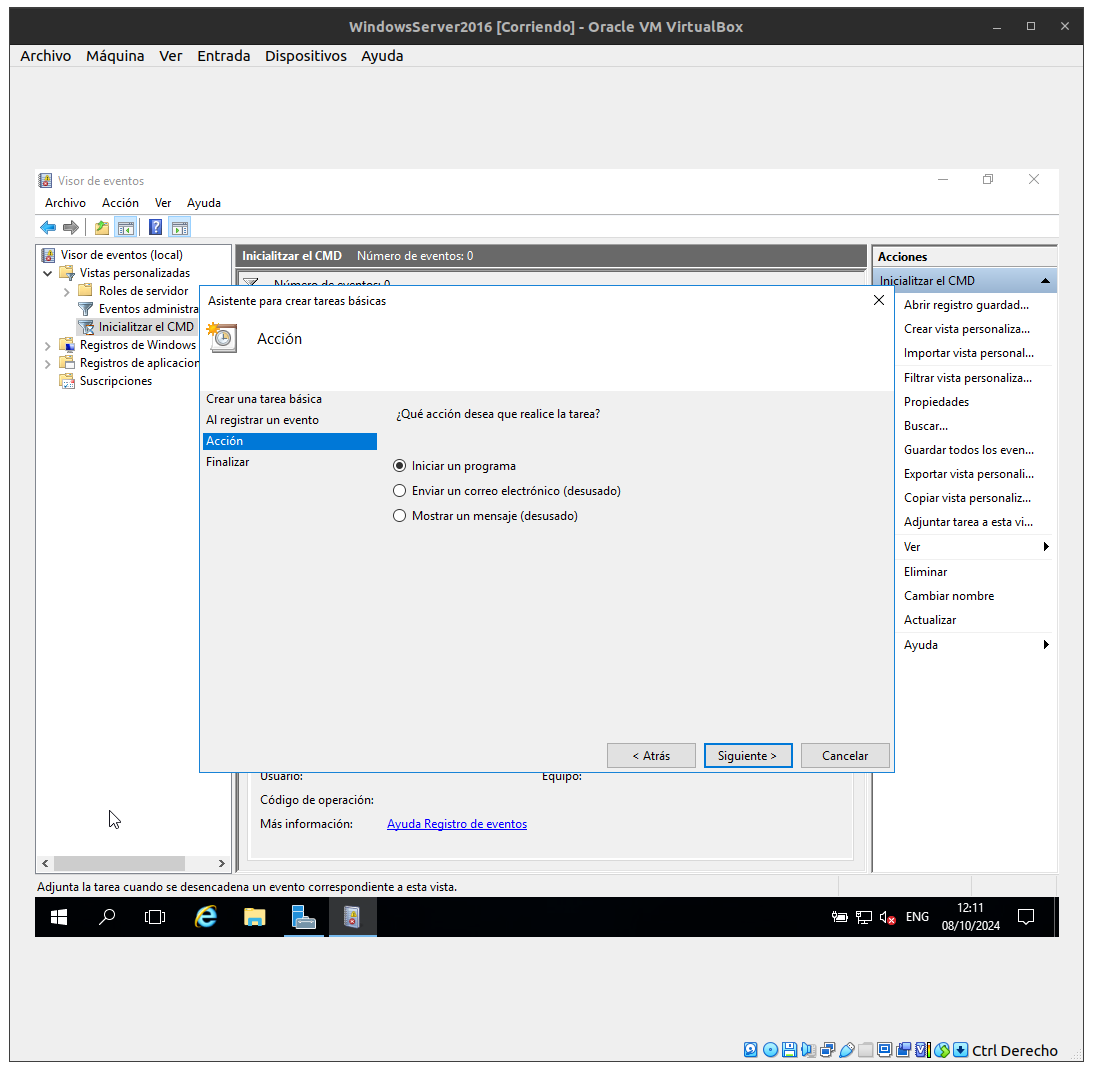 WindowsServer2016 [Corriendo] - Oracle VM VirtualBox
Archivo Máquina Ver Entrada Dispositivos Ayuda
Visor de eventos
Archivo Acción Ver Ayuda
Visor de eventos (local)
Vistas personalizadas
Roles de servidor
Eventos administra
Inicialitzar el CMD
Registros de Windows
Registros de aplicacion
Suscripciones
Inicialitzar el CMD Número de eventos: 0
Número de eventos: 0
Asistente para crear tareas básicas
Acción
Crear una tarea básica
Al registrar un evento
Acción
Finalizar
¿Qué acción desea que realice la tarea?
Iniciar un programa
Enviar un correo electrónico (desusado)
Mostrar un mensaje (desusado)
< Atrás Siguiente > Cancelar
Usuario: Equipo:
Código de operación:
Más información: Ayuda Registro de eventos
Acciones
Inicialitzar el CMD
Abrir registro guardad...
Crear vista personaliza...
Importar vista personal...
Filtrar vista personaliza...
Propiedades
Buscar...
Guardar todos los even...
Exportar vista personali...
Copiar vista personaliz...
Adjuntar tarea a esta vi...
Ver
Eliminar
Cambiar nombre
Actualizar
Ayuda
Adjunta la tarea cuando se desencadena un evento correspondiente a esta vista.
ENG
12:11
08/10/2024
Ctrl Derecho